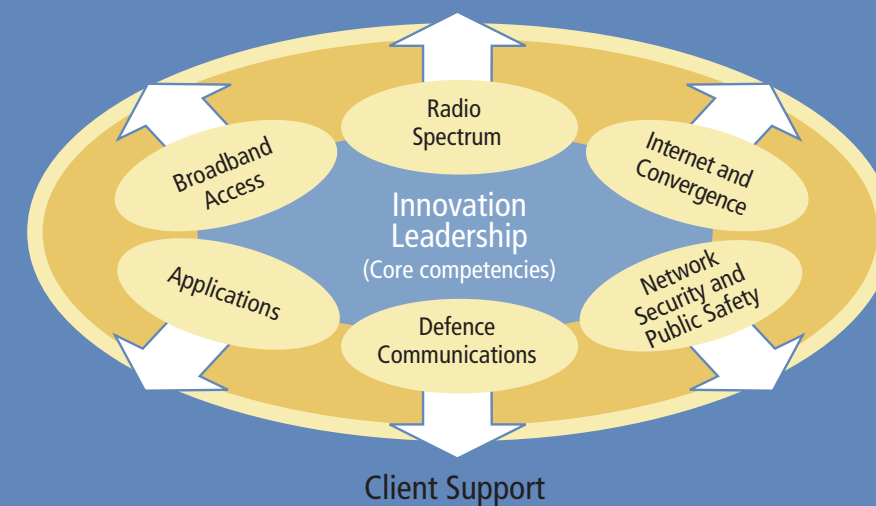 Radio
Spectrum
Broadband
Access
Internet and
Convergence
Innovation
Leadership
(Core competencies)
Applications
Network
Security and
Public Safety
Defence
Communications
Client Support